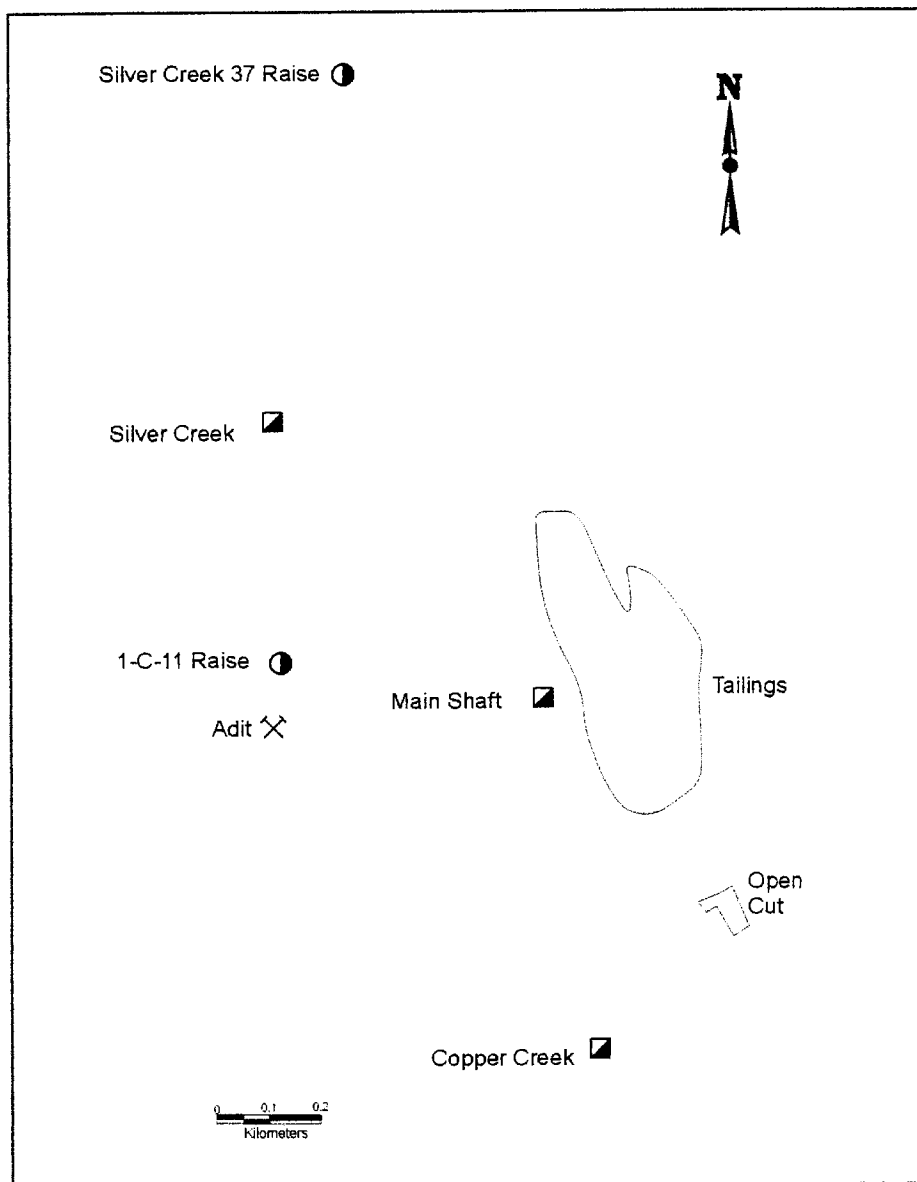 Silver Creek 37 Raise
N
Silver Creek
1-C-11 Raise
Main Shaft
Tailings
Adit
Open
Cut
Copper Creek
0 0.1 0.2
Kilometers